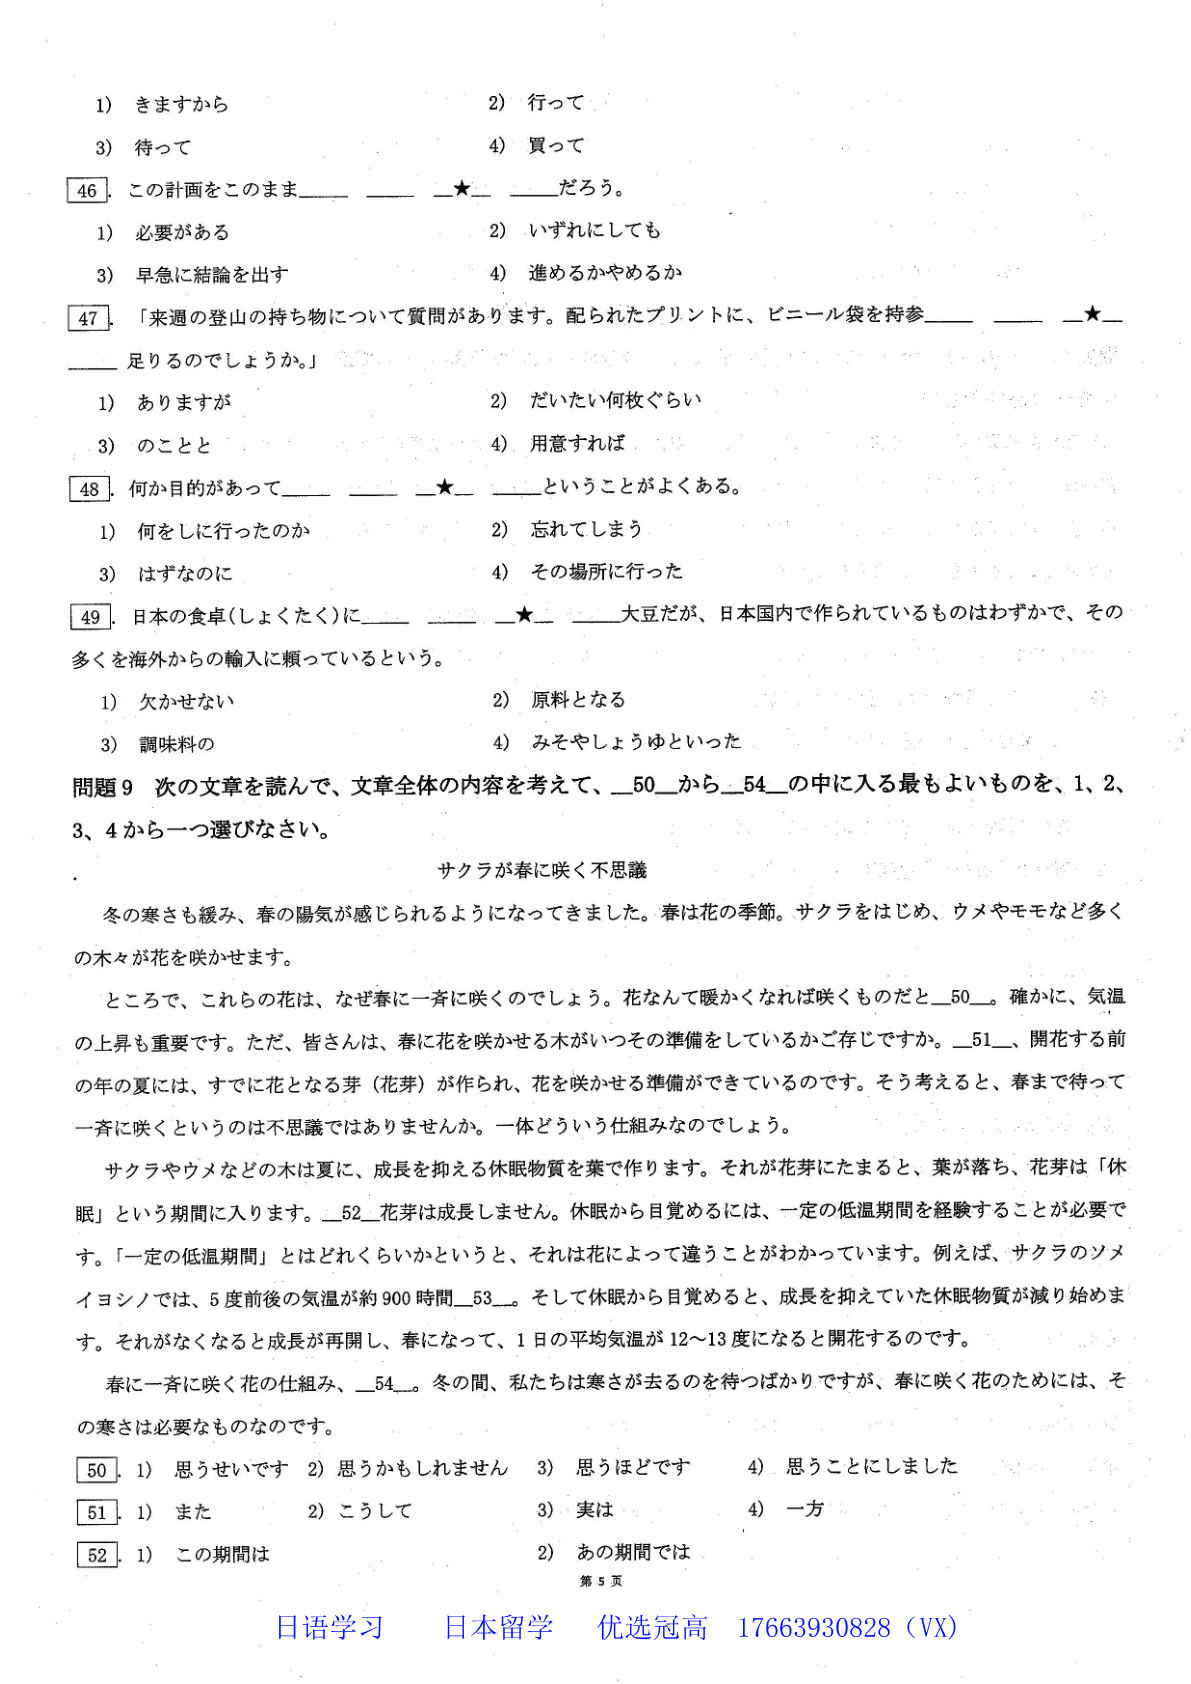 1) きますから 2) 行って
3) 待って 4) 買って
46. この計画をこのまま_____ _____ __★__ _____だろう。
1) 必要がある 2) いずれにしても
3) 早急に結論を出す 4) 進めるかやめるか
47. 「来週の登山の持ち物について質問があります。配られたプリントに、ビニール袋を持参_____ _____ __★__
_____ 足りるのでしょうか。」
1) ありますが 2) だいたい何枚ぐらい
3) のことと 4) 用意すれば
48. 何か目的があって_____ _____ __★__ _____ということがよくある。
1) 何をしに行ったのか 2) 忘れてしまう
3) はずなのに 4) その場所に行った
49. 日本の食卓(しょくたく)に_____ _____ __★__ _____大豆だが、日本国内で作られているものはわずかで、その
多くを海外からの輸入に頼っているという。
1) 欠かせない 2) 原料となる
3) 調味料の 4) みそやしょうゆといった
問題9 次の文章を読んで、文章全体の内容を考えて、__50__から__54__の中に入る最もよいものを、1、2、
3、4から一つ選びなさい。
サクラが春に咲く不思議
冬の寒さも緩み、春の陽気が感じられるようになってきました。春は花の季節。サクラをはじめ、ウメやモモなど多く
の木々が花を咲かせます。
ところで、これらの花は、なぜ春に一斉に咲くのでしょう。花なんて暖かくなれば咲くものだと__50__。確かに、気温
の上昇も重要です。ただ、皆さんは、春に花を咲かせる木がいつその準備をしているかご存じですか。__51__、開花する前
の年の夏には、すでに花となる芽（花芽）が作られ、花を咲かせる準備ができているのです。そう考えると、春まで待って
一斉に咲くというのは不思議ではありませんか。一体どういう仕組みなのでしょう。
サクラやウメなどの木は夏に、成長を抑える休眠物質を葉で作ります。それが花芽にたまると、葉が落ち、花芽は「休
眠」という期間に入ります。__52__花芽は成長しません。休眠から目覚めるには、一定の低温期間を経験することが必要で
す。「一定の低温期間」とはどれくらいかというと、それは花によって違うことがわかっています。例えば、サクラのソメ
イヨシノでは、5度前後の気温が約900時間__53__。そして休眠から目覚めると、成長を抑えていた休眠物質が減り始めま
す。それがなくなると成長が再開し、春になって、1日の平均気温が12～13度になると開花するのです。
春に一斉に咲く花の仕組み、__54__。冬の間、私たちは寒さが去るのを待つばかりですが、春に咲く花のためには、そ
の寒さは必要なものなのです。
50. 1) 思うせいです 2) 思うかもしれません 3) 思うほどです 4) 思うことにしました
51. 1) また 2) こうして 3) 実は 4) 一方
52. 1) この期間は 2) あの期間では
第 5 页
日语学习 日本留学 优选冠高 17663930828（VX)